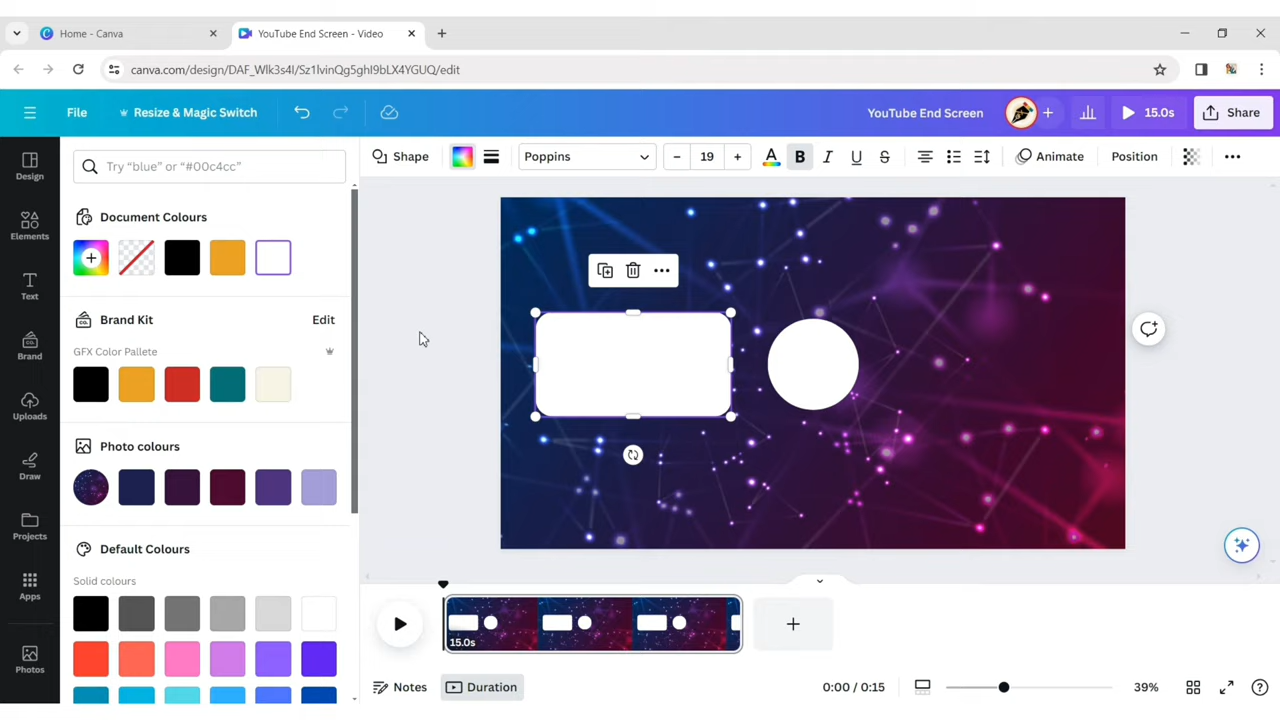 Home - Canva
YouTube End Screen - Video
canva.com/design/DAF_Wlk3s4I/Sz1lvinQg5ghI9bLX4YGUQ/edit
File
Resize & Magic Switch
YouTube End Screen
15.0s
Share
Design
Elements
Text
Brand
Uploads
Draw
Projects
Apps
Photos
Try “blue” or “#00c4cc”
Shape
Poppins
19
A
B
I
U
S
Animate
Position
Document Colours
Brand Kit
Edit
GFX Color Pallete
Photo colours
Default Colours
Solid colours
15.0s
Notes
Duration
0:00 / 0:15
39%